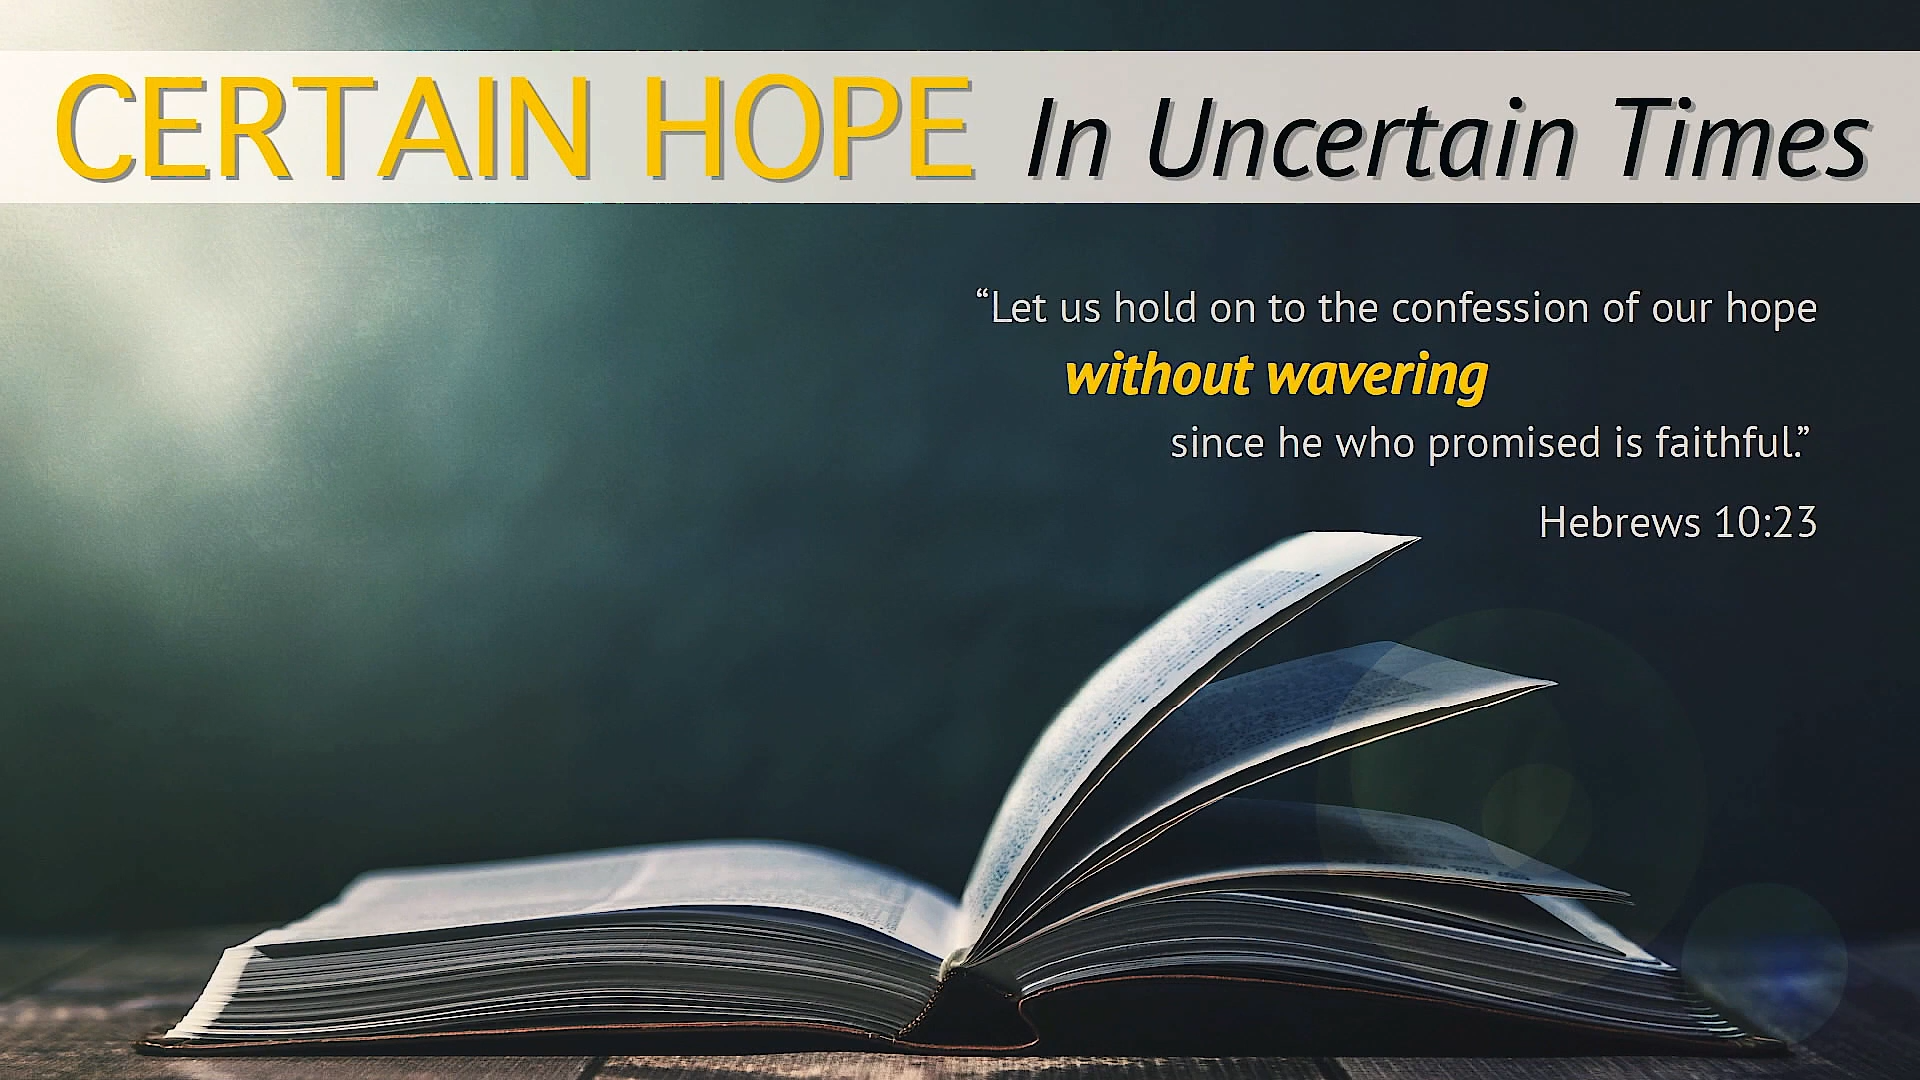 CERTAIN HOPE In Uncertain Times
“Let us hold on to the confession of our hope
without wavering
since he who promised is faithful.”
Hebrews 10:23